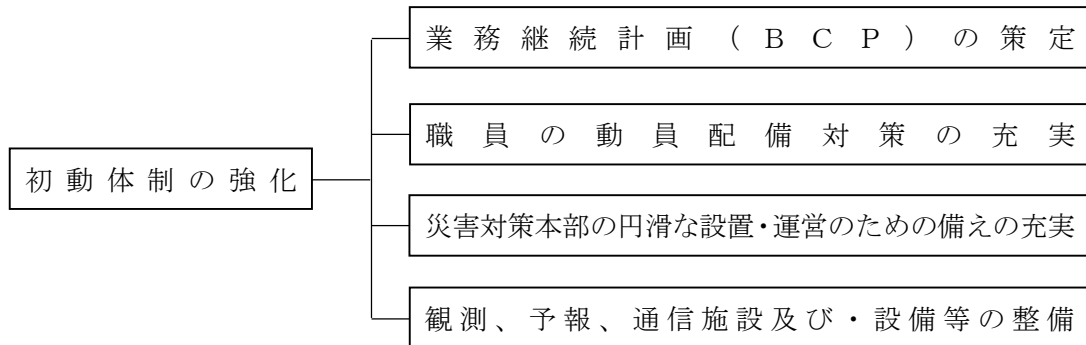 業務継続計画(BCP)の策定
職員の動員配備対策の充実
初動体制の強化
災害対策本部の円滑な設置・運営のための備えの充実
観測、予報、通信施設及び・設備等の整備